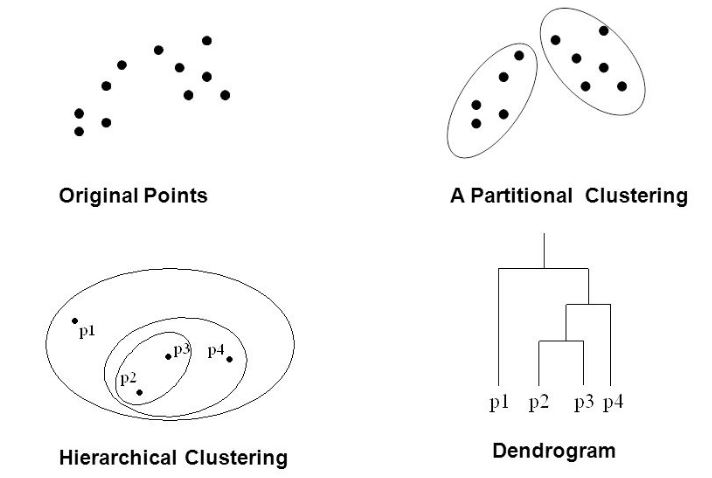 Original Points
A Partitional Clustering
p1
p3
p4
p2
Hierarchical Clustering
p1 p2 p3 p4
Dendrogram